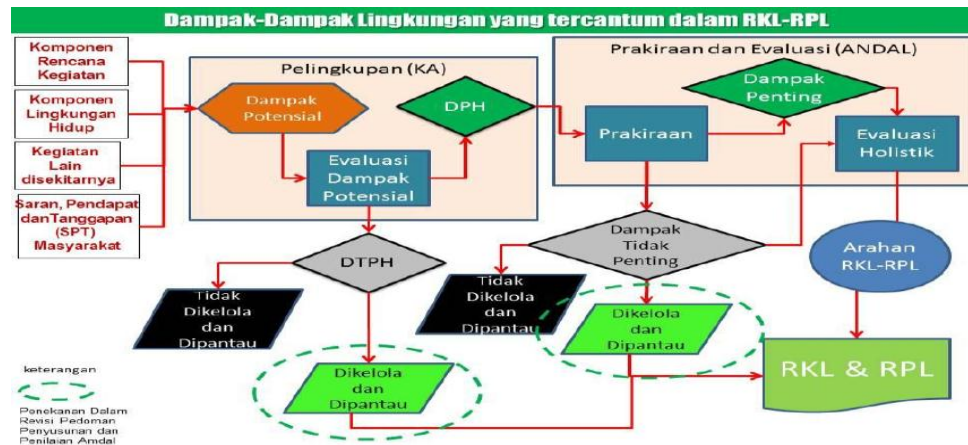 Dampak-Dampak Lingkungan yang tercantum dalam RKL-RPL
Komponen
Rencana
Kegiatan
Komponen
Lingkungan
Hidup
Kegiatan
Lain
disekitarnya
Saran, Pendapat
danTanggapan
(SPT)
Masyarakat
Pelingkupan (KA)
Dampak
Potensial
DPH
Evaluasi
Dampak
Potensial
DTPH
Tidak
Dikelola
dan
Dipantau
Dikelola
dan
Dipantau
Prakiraan dan Evaluasi (ANDAL)
Dampak
Penting
Prakiraan
Evaluasi
Holistik
Dampak
Tidak
Penting
Tidak
Dikelola
dan
Dipantau
Dikelola
dan
Dipantau
Arahan
RKL-RPL
RKL & RPL
keterangan
Penekanan Dalam
Revisi Pedoman
Penyusunan dan
Penilaian Amdal